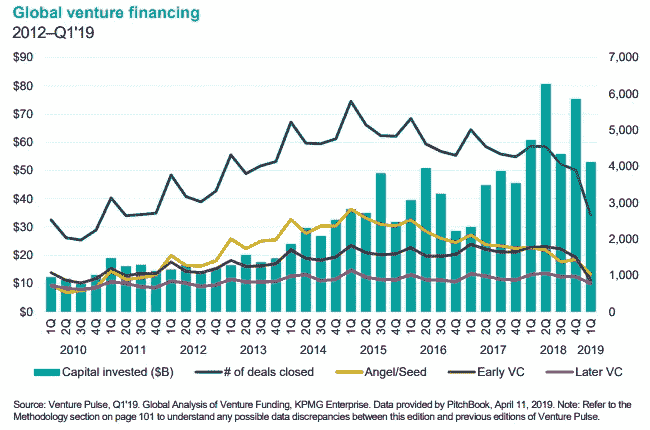 Global venture financing
2012–Q1'19
$90 7,000
$80 6,000
$70 5,000
$60 4,000
$50 3,000
$40 2,000
$30 1,000
$20 0
$10
$0
1Q 2Q 3Q 4Q 1Q 2Q 3Q 4Q 1Q 2Q 3Q 4Q 1Q 2Q 3Q 4Q 1Q 2Q 3Q 4Q 1Q 2Q 3Q 4Q 1Q 2Q 3Q 4Q 1Q 2Q 3Q 4Q 1Q 2Q 3Q 4Q 1Q
2010 2011 2012 2013 2014 2015 2016 2017 2018 2019
Capital invested ($B) # of deals closed Angel/Seed Early VC Later VC
Source: Venture Pulse, Q1'19. Global Analysis of Venture Funding, KPMG Enterprise. Data provided by PitchBook, April 11, 2019. Note: Refer to the
Methodology section on page 101 to understand any possible data discrepancies between this edition and previous editions of Venture Pulse.